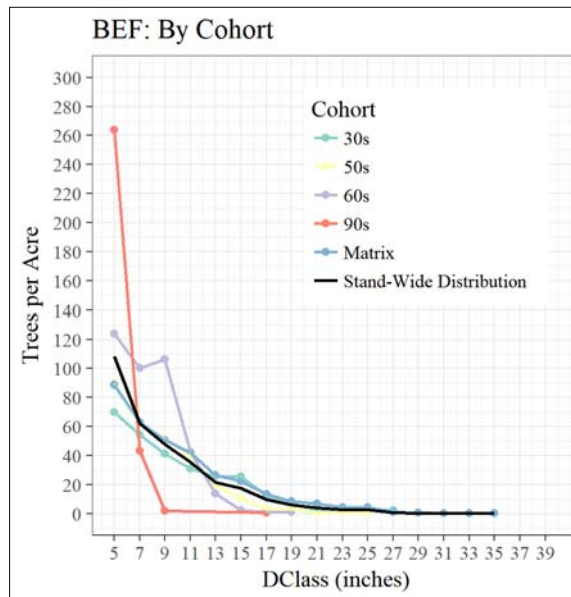 BEF: By Cohort
300
280
260
240
220
200
180
160
140
120
100
80
60
40
20
0
Trees per Acre
Cohort
30s
50s
60s
90s
Matrix
Stand-Wide Distribution
5 7 9 11 13 15 17 19 21 23 25 27 29 31 33 35 37 39
DClass (inches)